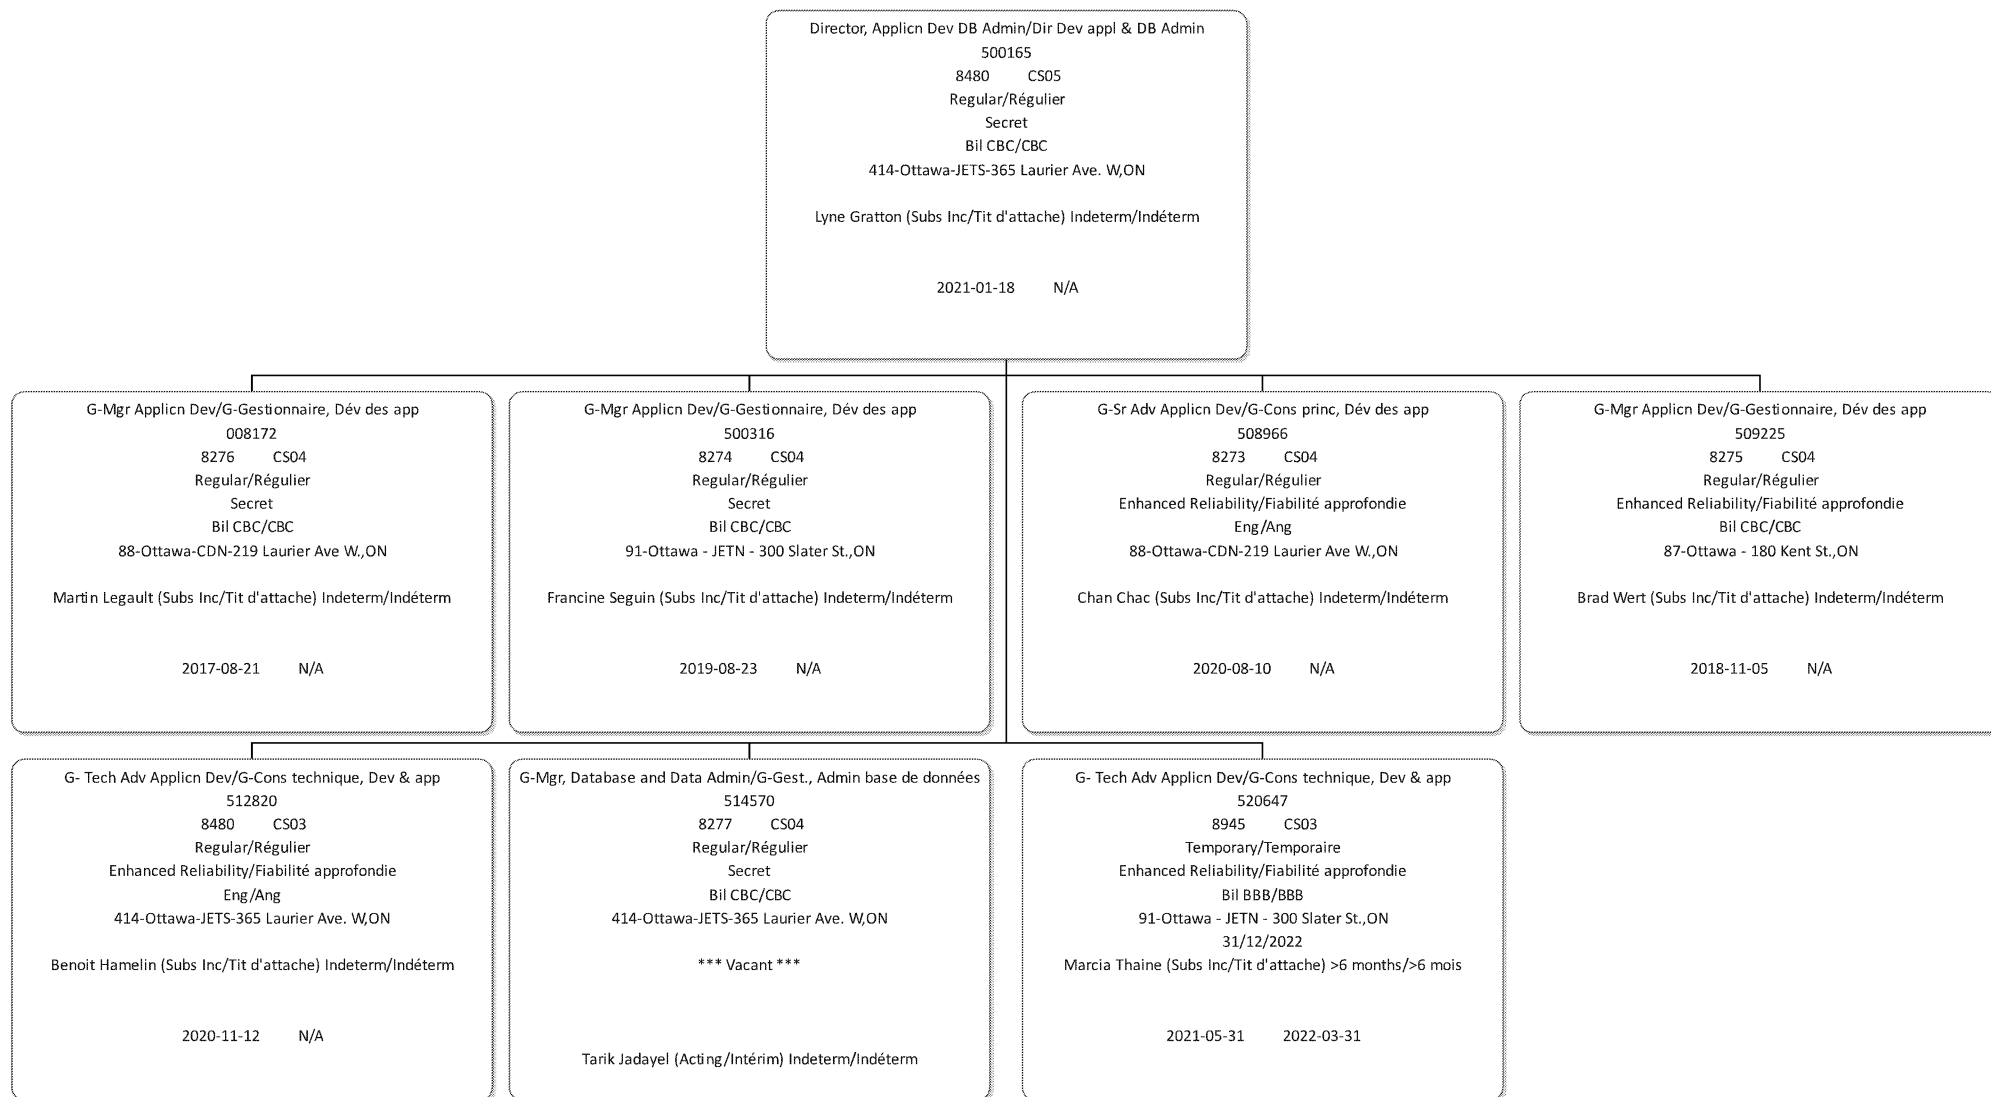 Director, Applicn Dev DB Admin/Dir Dev appl & DB Admin
500165
8480 CS05
Regular/Régulier
Secret
Bil CBC/CBC
414-Ottawa-JETS-365 Laurier Ave. W,ON
Lyne Gratton (Subs Inc/Tit d'attache) Indeterm/Indéterm
2021-01-18 N/A
G-Mgr Applicn Dev/G-Gestionnaire, Dév des app
008172
8276 CS04
Regular/Régulier
Secret
Bil CBC/CBC
88-Ottawa-CDN-219 Laurier Ave W.,ON
Martin Legault (Subs Inc/Tit d'attache) Indeterm/Indéterm
2017-08-21 N/A
G-Mgr Applicn Dev/G-Gestionnaire, Dév des app
500316
8274 CS04
Regular/Régulier
Secret
Bil CBC/CBC
91-Ottawa - JETN - 300 Slater St.,ON
Francine Seguin (Subs Inc/Tit d'attache) Indeterm/Indéterm
2019-08-23 N/A
G-Sr Adv Applicn Dev/G-Cons princ, Dév des app
508966
8273 CS04
Regular/Régulier
Enhanced Reliability/Fiabilité approfondie
Eng/Ang
88-Ottawa-CDN-219 Laurier Ave W.,ON
Chan Chac (Subs Inc/Tit d'attache) Indeterm/Indéterm
2020-08-10 N/A
G-Mgr Applicn Dev/G-Gestionnaire, Dév des app
509225
8275 CS04
Regular/Régulier
Enhanced Reliability/Fiabilité approfondie
Bil CBC/CBC
87-Ottawa - 180 Kent St.,ON
Brad Wert (Subs Inc/Tit d'attache) Indeterm/Indéterm
2018-11-05 N/A
G- Tech Adv Applicn Dev/G-Cons technique, Dev & app
512820
8480 CS03
Regular/Régulier
Enhanced Reliability/Fiabilité approfondie
Eng/Ang
414-Ottawa-JETS-365 Laurier Ave. W,ON
Benoit Hamelin (Subs Inc/Tit d'attache) Indeterm/Indéterm
2020-11-12 N/A
G-Mgr, Database and Data Admin/G-Gest., Admin base de données
514570
8277 CS04
Regular/Régulier
Secret
Bil CBC/CBC
414-Ottawa-JETS-365 Laurier Ave. W,ON
*** Vacant ***
Tarik Jadayel (Acting/Intérim) Indeterm/Indéterm
G- Tech Adv Applicn Dev/G-Cons technique, Dev & app
520647
8945 CS03
Temporary/Temporaire
Enhanced Reliability/Fiabilité approfondie
Bil BBB/BBB
91-Ottawa - JETN - 300 Slater St.,ON
31/12/2022
Marcia Thaine (Subs Inc/Tit d'attache) >6 months/>6 mois
2021-05-31 2022-03-31